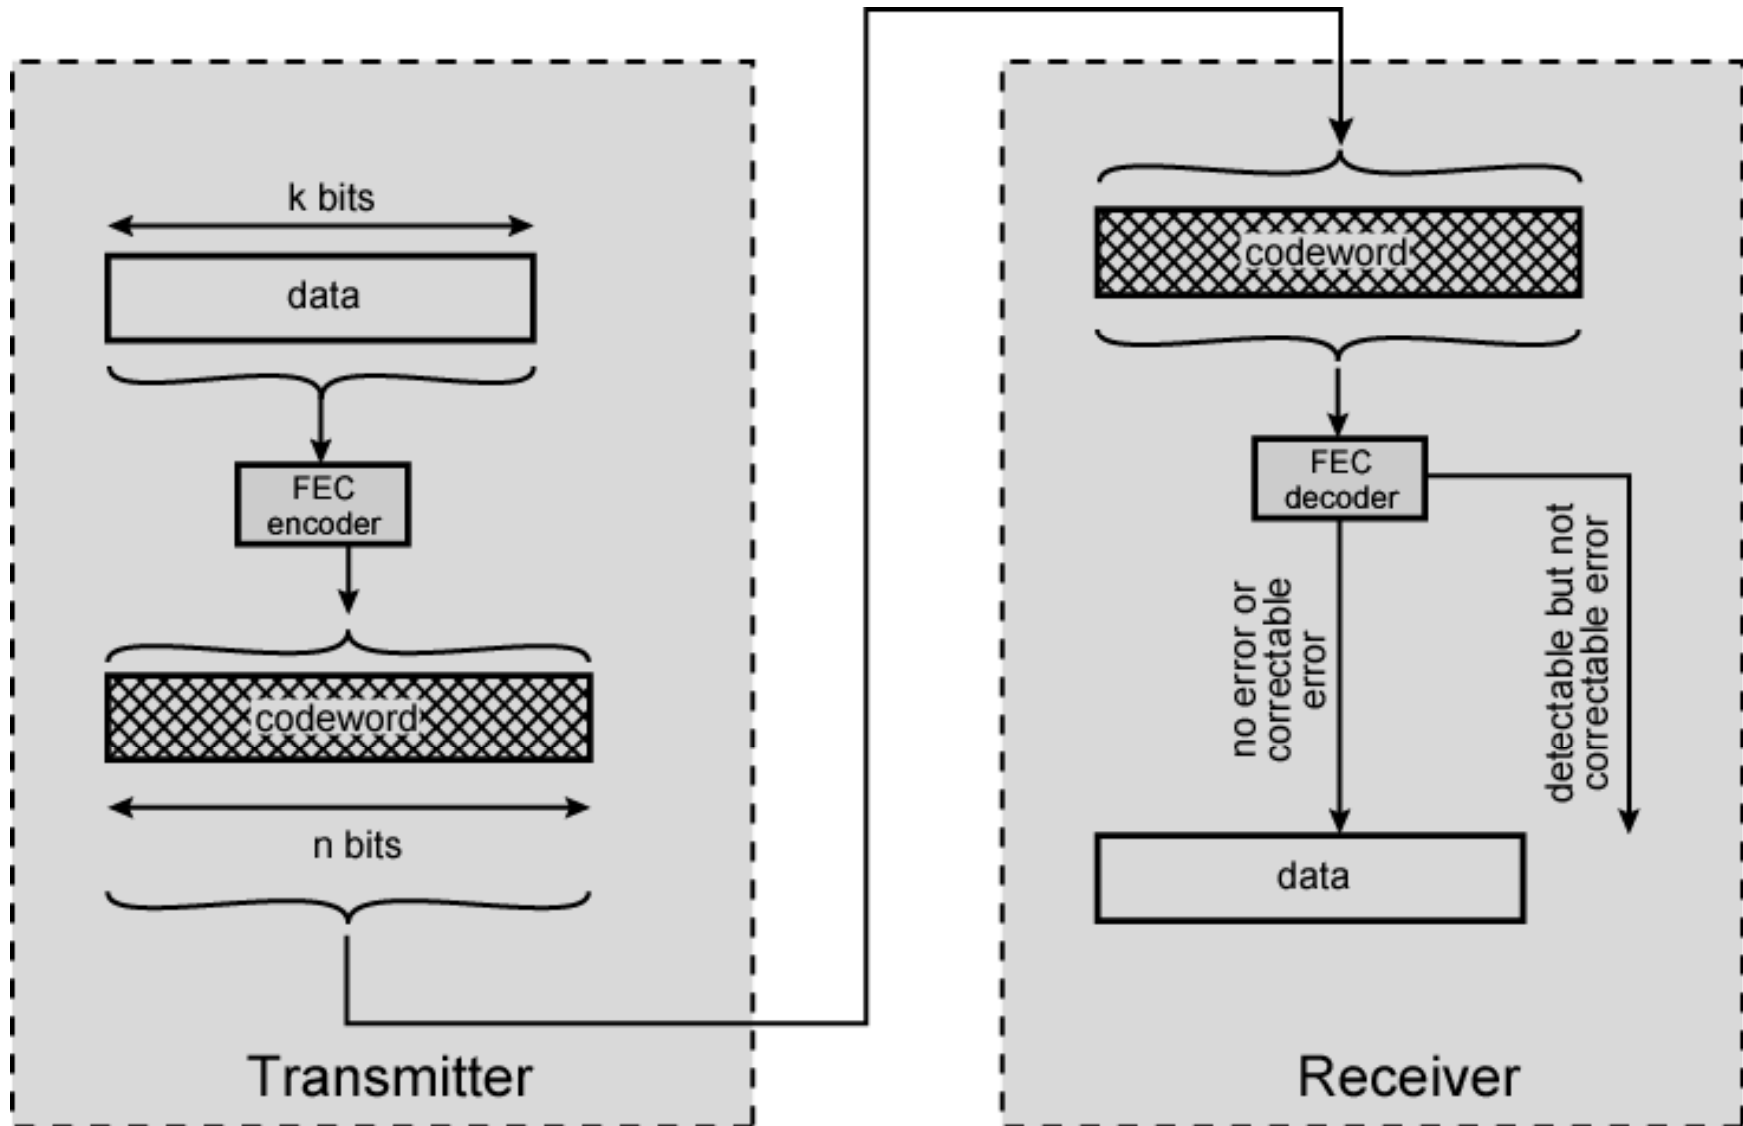 k bits
data
FEC
encoder
codeword
n bits
Transmitter
codeword
FEC
decoder
no error or
correctable
error
detectable but not
correctable error
data
Receiver